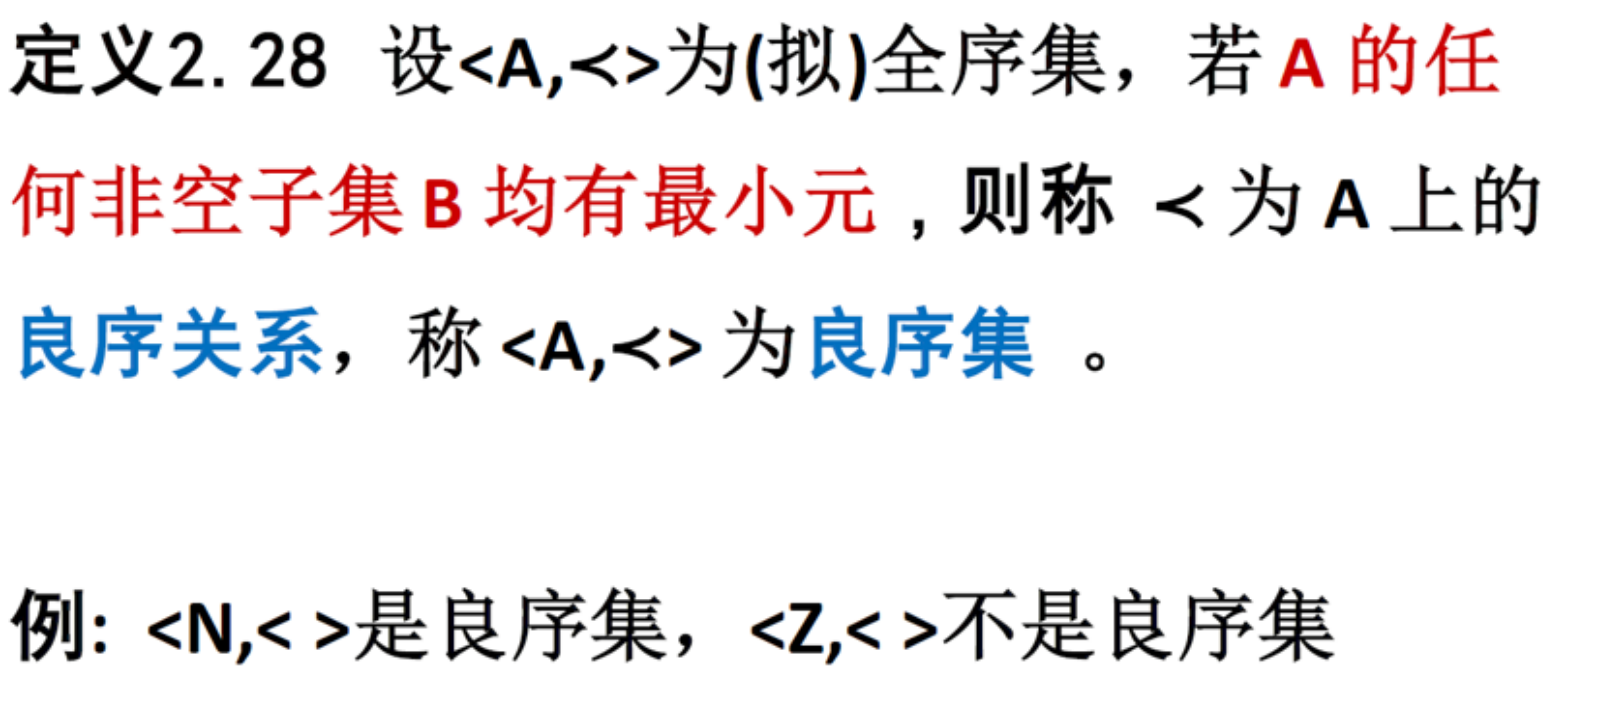 定义2.28 设<A,≺>为(拟)全序集，若 A 的任
何非空子集 B 均有最小元，则称 ≺ 为 A 上的
良序关系，称 <A,≺> 为良序集 。
例: <N,< >是良序集，<Z,< >不是良序集